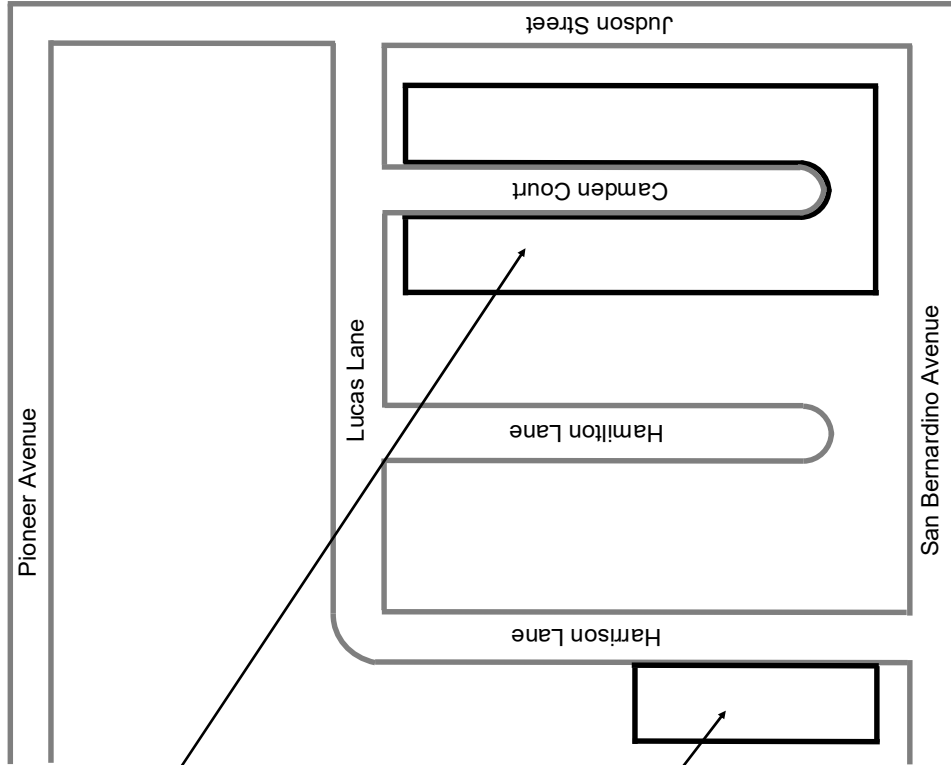 Judson Street
Camden Court
Lucas Lane
Hamilton Lane
Pioneer Avenue
San Bernardino Avenue
Harrison Lane